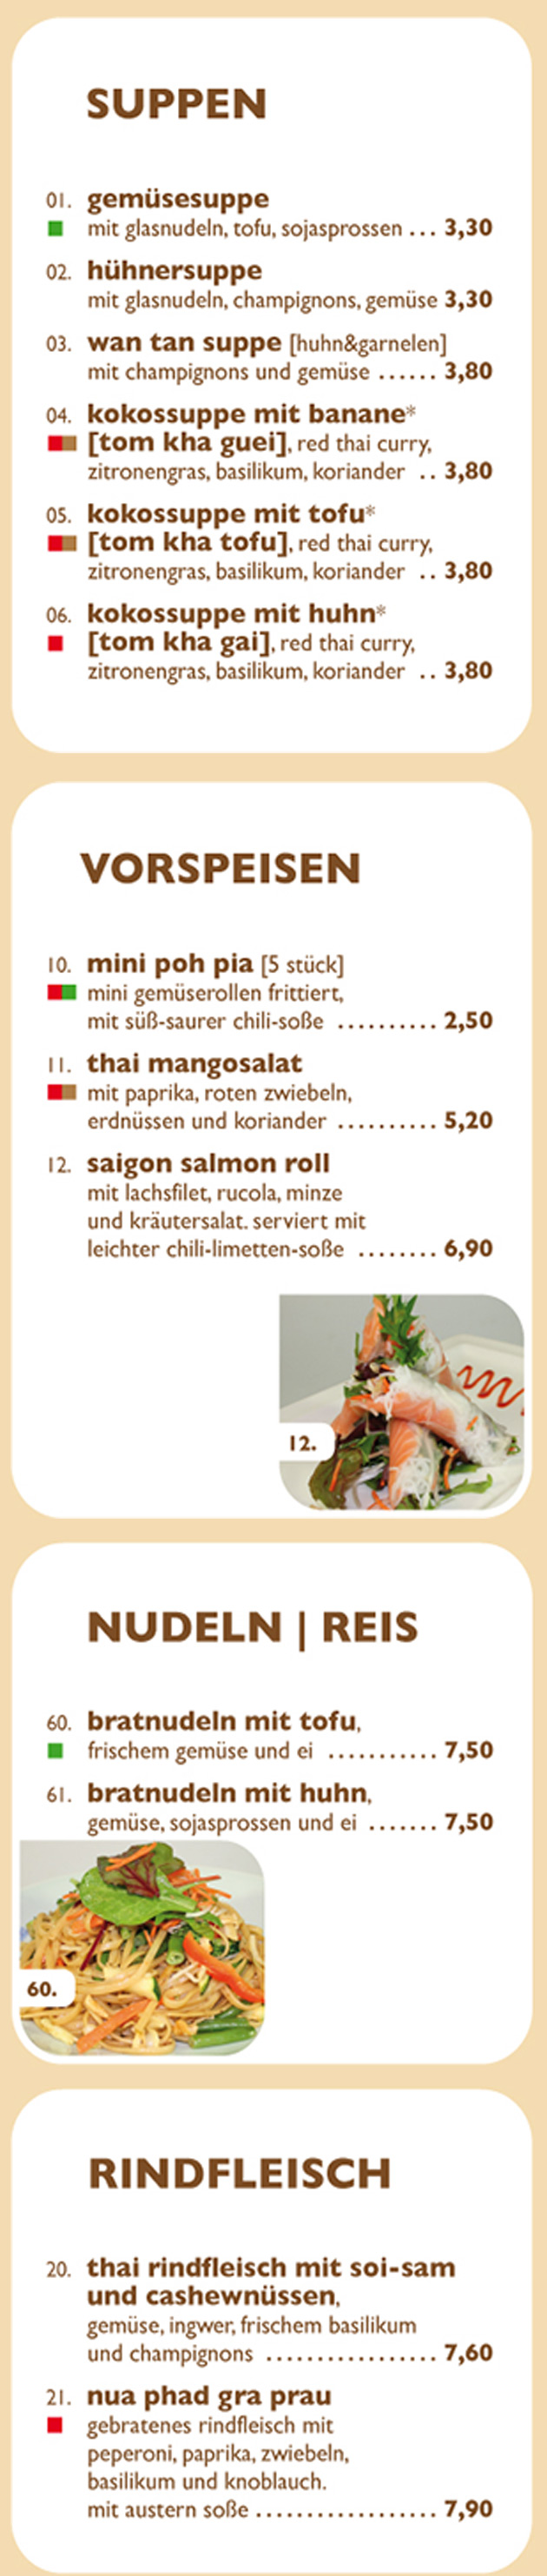 SUPPEN
01. gemüsesuppe
mit glasnudeln, tofu, sojasprossen ... 3,30
02. hühnersuppe
mit glasnudeln, champignons, gemüse 3,30
03. wan tan suppe [huhn&garnelen]
mit champignons und gemüse ...... 3,80
04. kokossuppe mit banane*
[tom kha guei], red thai curry,
zitronengras, basilikum, koriander .. 3,80
05. kokossuppe mit tofu*
[tom kha tofu], red thai curry,
zitronengras, basilikum, koriander .. 3,80
06. kokossuppe mit huhn*
[tom kha gai], red thai curry,
zitronengras, basilikum, koriander .. 3,80
VORSPEISEN
10. mini poh pia [5 stück]
mini gemüserollen frittiert,
mit süß-saurer chili-soße .......... 2,50
11. thai mangosalat
mit paprika, roten zwiebeln,
erdnüssen und koriander .......... 5,20
12. saigon salmon roll
mit lachsfilet, rucola, minze
und kräutersalat. serviert mit
leichter chili-limetten-soße ........ 6,90
12.
NUDELN | REIS
60. bratnudeln mit tofu,
frischem gemüse und ei ........... 7,50
61. bratnudeln mit huhn,
gemüse, sojasprossen und ei ....... 7,50
60.
RINDFLEISCH
20. thai rindfleisch mit soi-sam
und cashewnüssen,
gemüse, ingwer, frischem basilikum
und champignons ................. 7,60
21. nua phad gra prau
gebratenes rindfleisch mit
peperoni, paprika, zwiebeln,
basilikum und knoblauch.
mit austern soße .................. 7,90